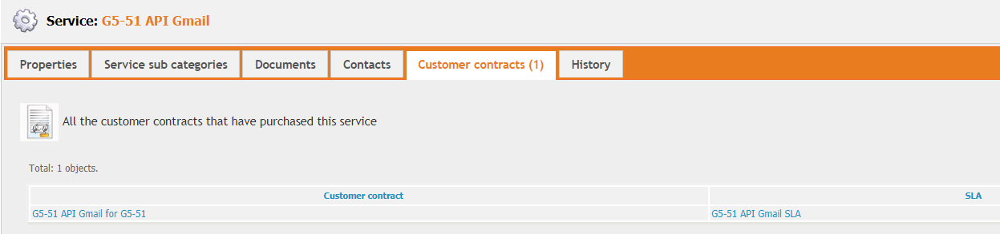 Service: G5-51 API Gmail
Properties Service sub categories Documents Contacts Customer contracts (1) History
All the customer contracts that have purchased this service
Total: 1 objects.
Customer contract SLA
G5-51 API Gmail for G5-51 G5-51 API Gmail SLA